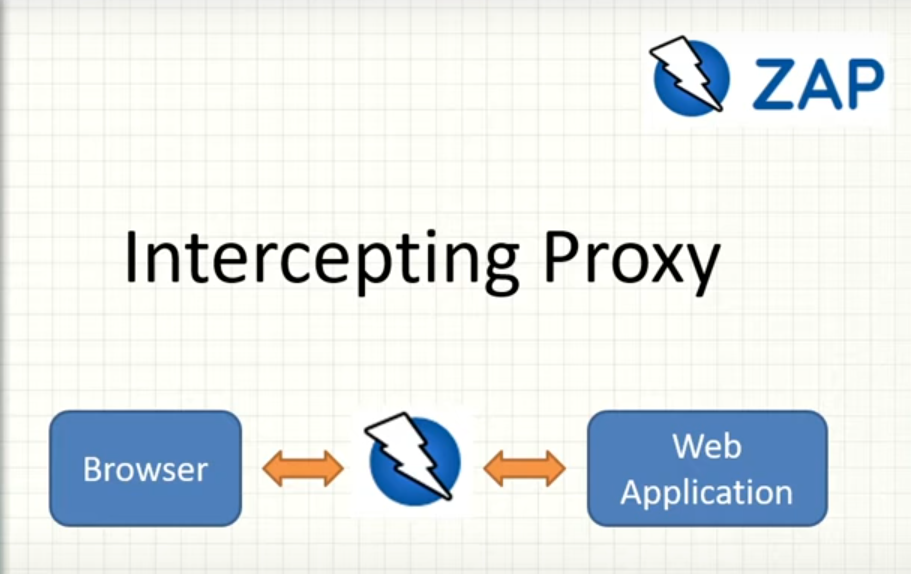 ZAP
Intercepting Proxy
Browser
Web
Application